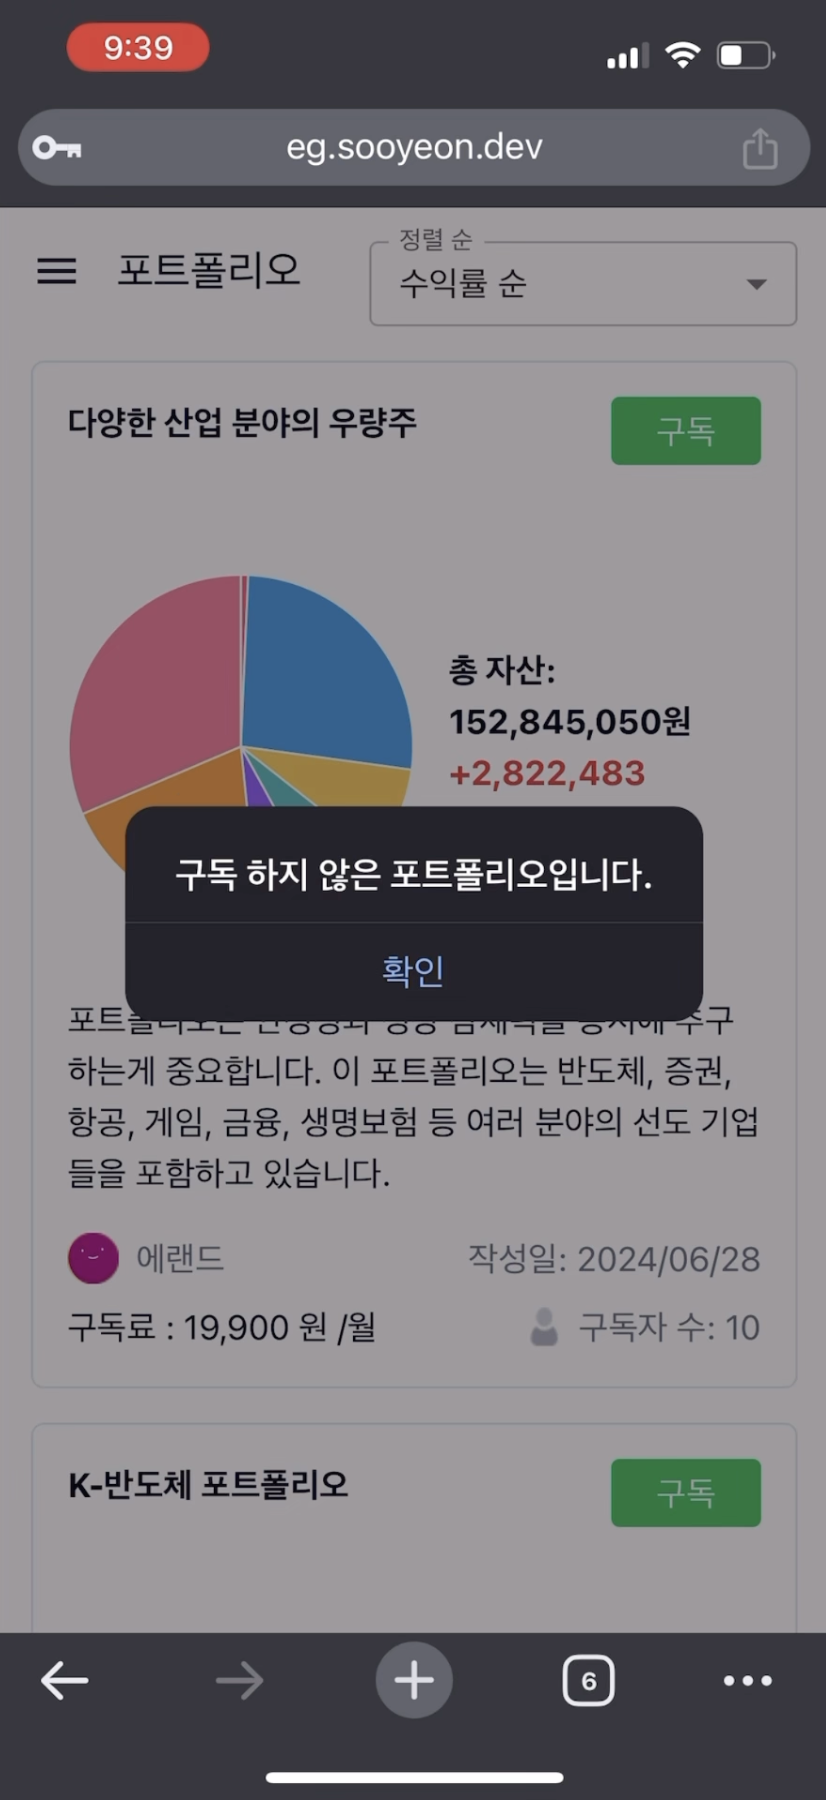 9:39
eg.sooyeon.dev
정렬 순
포트폴리오
수익률 순
다양한 산업 분야의 우량주
구독
총 자산:
152,845,050원
+2,822,483
구독 하지 않은 포트폴리오입니다.
확인
추구
하는게 중요합니다. 이 포트폴리오는 반도체, 증권,
항공, 게임, 금융, 생명보험 등 여러 분야의 선도 기업
들을 포함하고 있습니다.
에랜드
작성일: 2024/06/28
구독료 : 19,900 원 /월
구독자 수: 10
K-반도체 포트폴리오
구독
6